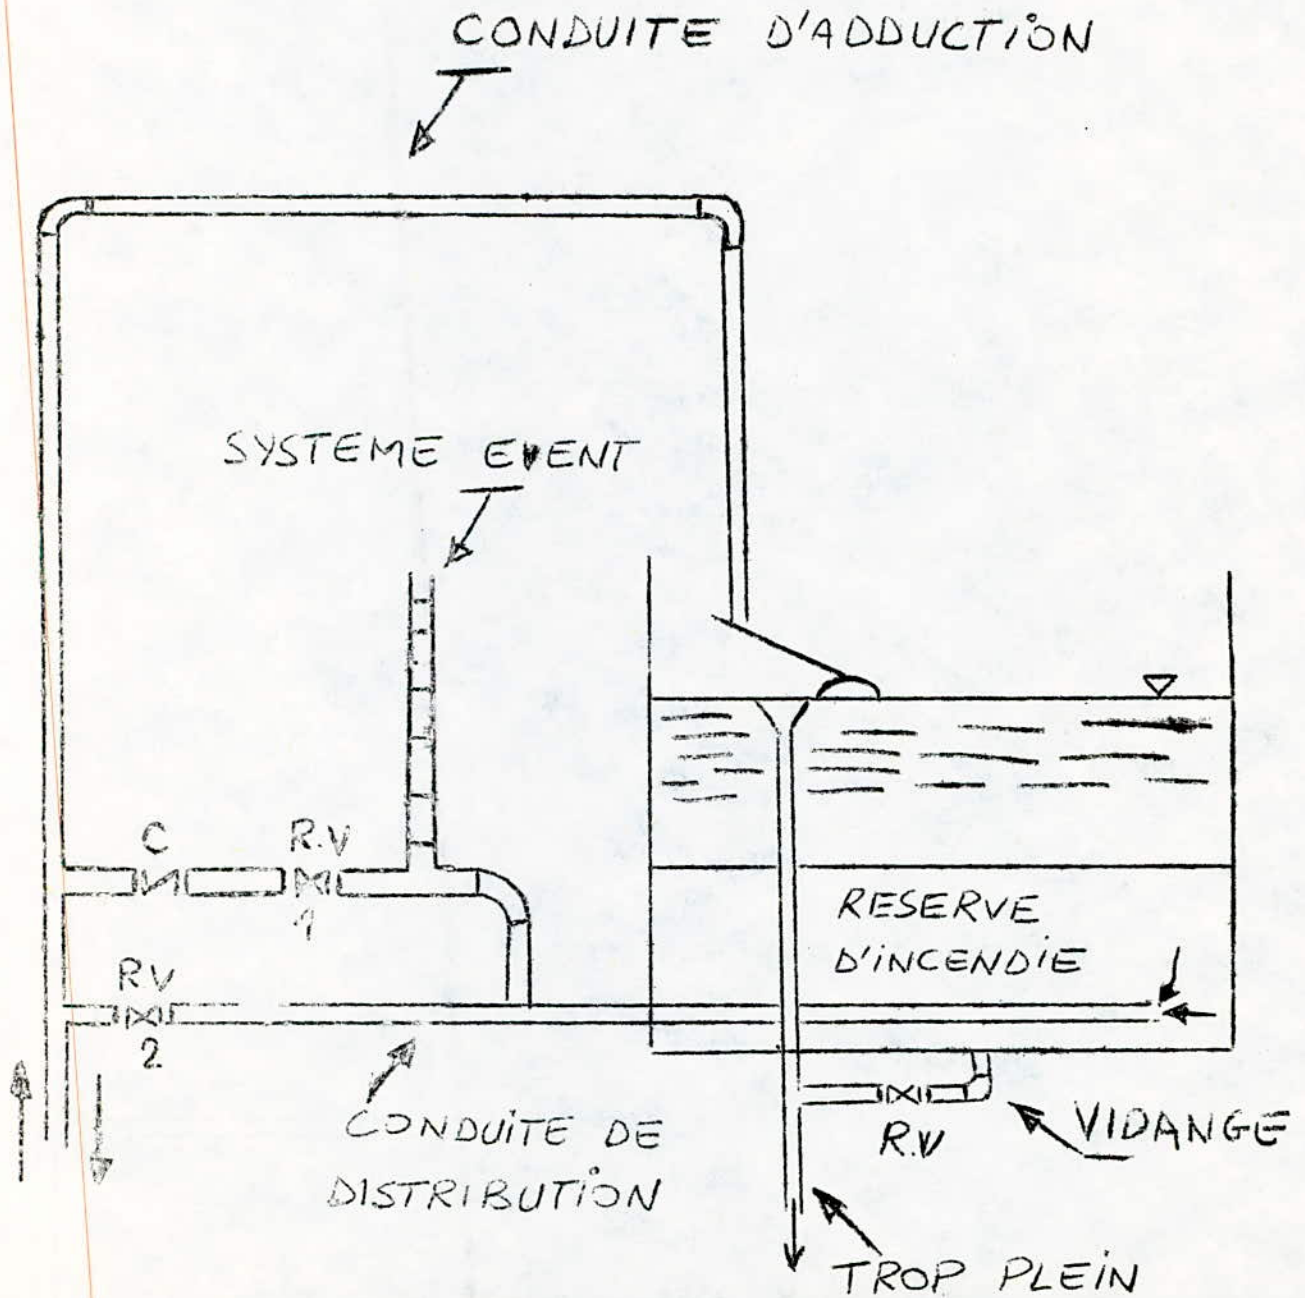 CONDUITE D'ADDUCTION
SYSTEME EVENT
C
R.V
1
RV
2
RESERVE
D'INCENDIE
CONDUITE DE
DISTRIBUTION
R.V
VIDANGE
TROP PLEIN